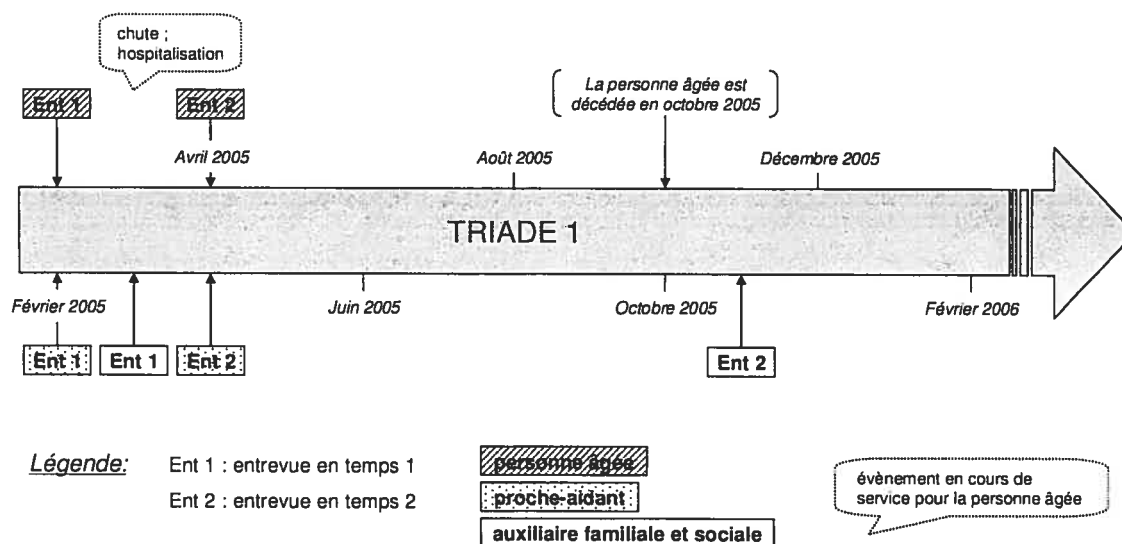 chute ;
hospitalisation
Ent 1
Ent 2
La personne âgée est
décédée en octobre 2005
Avril 2005
Août 2005
Décembre 2005
TRIADE 1
Février 2005
Juin 2005
Octobre 2005
Février 2006
Ent 1
Ent 1
Ent 2
Ent 2
Légende:
Ent 1 : entrevue en temps 1
Ent 2 : entrevue en temps 2
personne âgée
proche-aidant
auxiliaire familiale et sociale
évènement en cours de
service pour la personne âgée